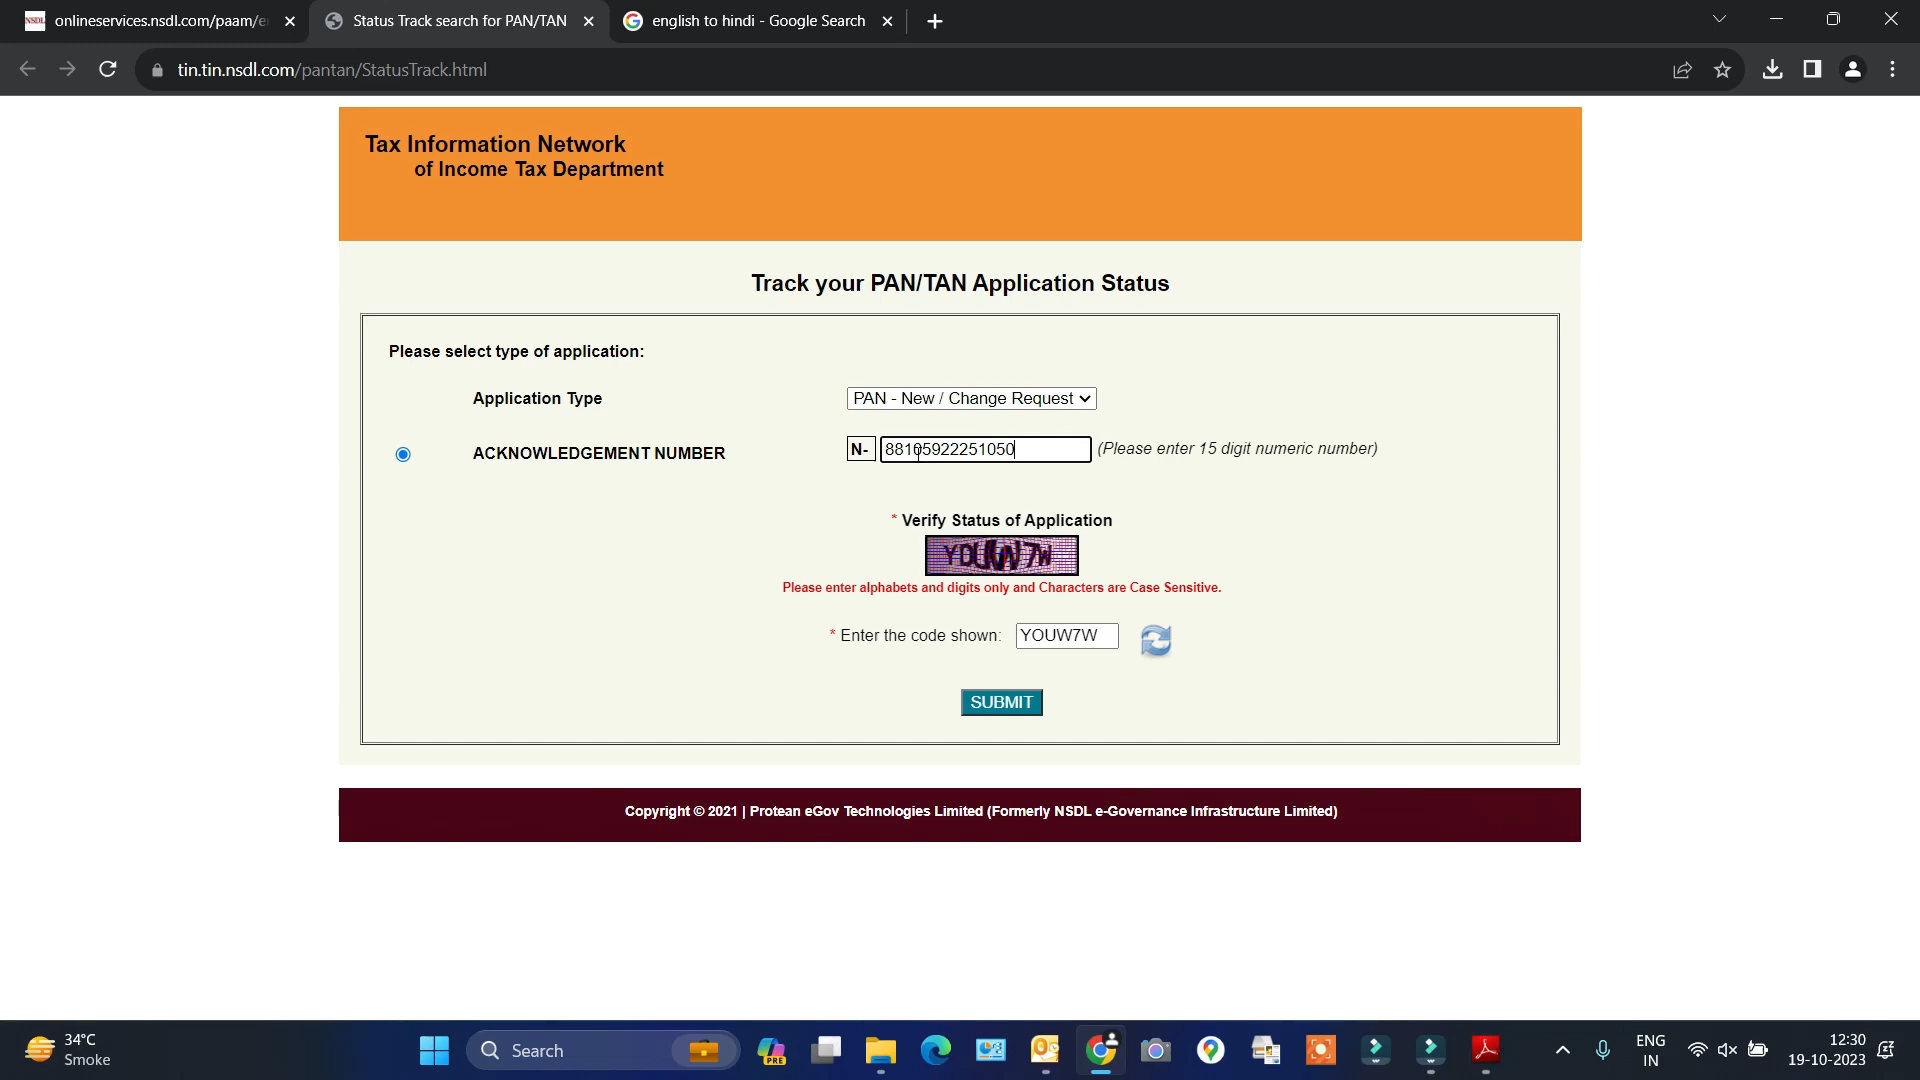 onlineservices.nsdl.com/paam/e
Status Track search for PAN/TAN
english to hindi - Google Search
tin.tin.nsdl.com/pantan/StatusTrack.html
Tax Information Network
of Income Tax Department
Track your PAN/TAN Application Status
Please select type of application:
Application Type
PAN - New / Change Request
ACKNOWLEDGEMENT NUMBER
N- 88105922251050 (Please enter 15 digit numeric number)
* Verify Status of Application
YOUW7W
Please enter alphabets and digits only and Characters are Case Sensitive.
* Enter the code shown: YOUW7W
SUBMIT
Copyright © 2021 | Protean eGov Technologies Limited (Formerly NSDL e-Governance Infrastructure Limited)
34°C
Smoke
Search
PRE
ENG
IN
12:30
19-10-2023